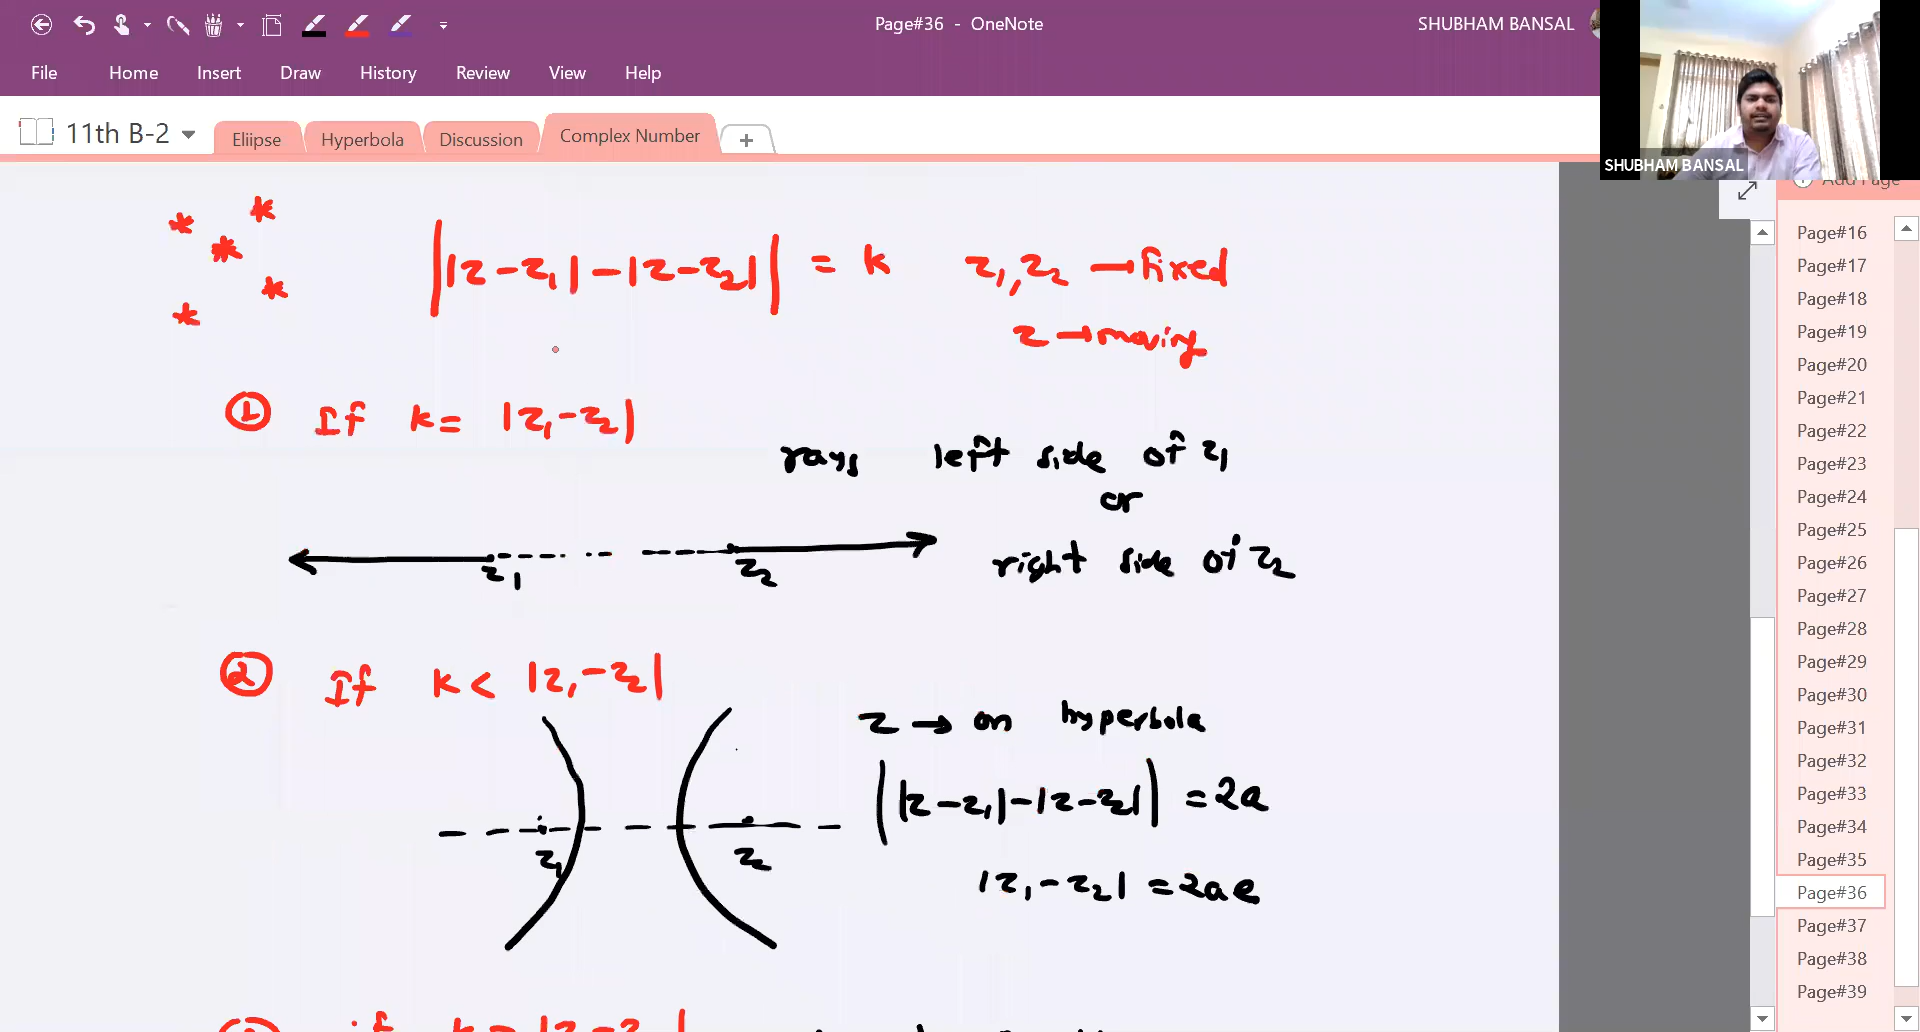 Page#36 - OneNote
SHUBHAM BANSAL
File Home Insert Draw History Review View Help
11th B-2
Eliipse Hyperbola Discussion Complex Number +
SHUBHAM BANSAL
Add Page
||z-z₁|-|z-z₂|| = k z₁,z₂ → fixed
z → moving
① If k = |z₁-z₂|
rays left side of z₁
or
right side of z₂
z₁ z₂
② If k < |z₁-z₂|
z → on hyperbola
||z-z₁|-|z-z₂|| = 2a
|z₁-z₂| = 2ae
z₁ z₂
Page#16
Page#17
Page#18
Page#19
Page#20
Page#21
Page#22
Page#23
Page#24
Page#25
Page#26
Page#27
Page#28
Page#29
Page#30
Page#31
Page#32
Page#33
Page#34
Page#35
Page#36
Page#37
Page#38
Page#39